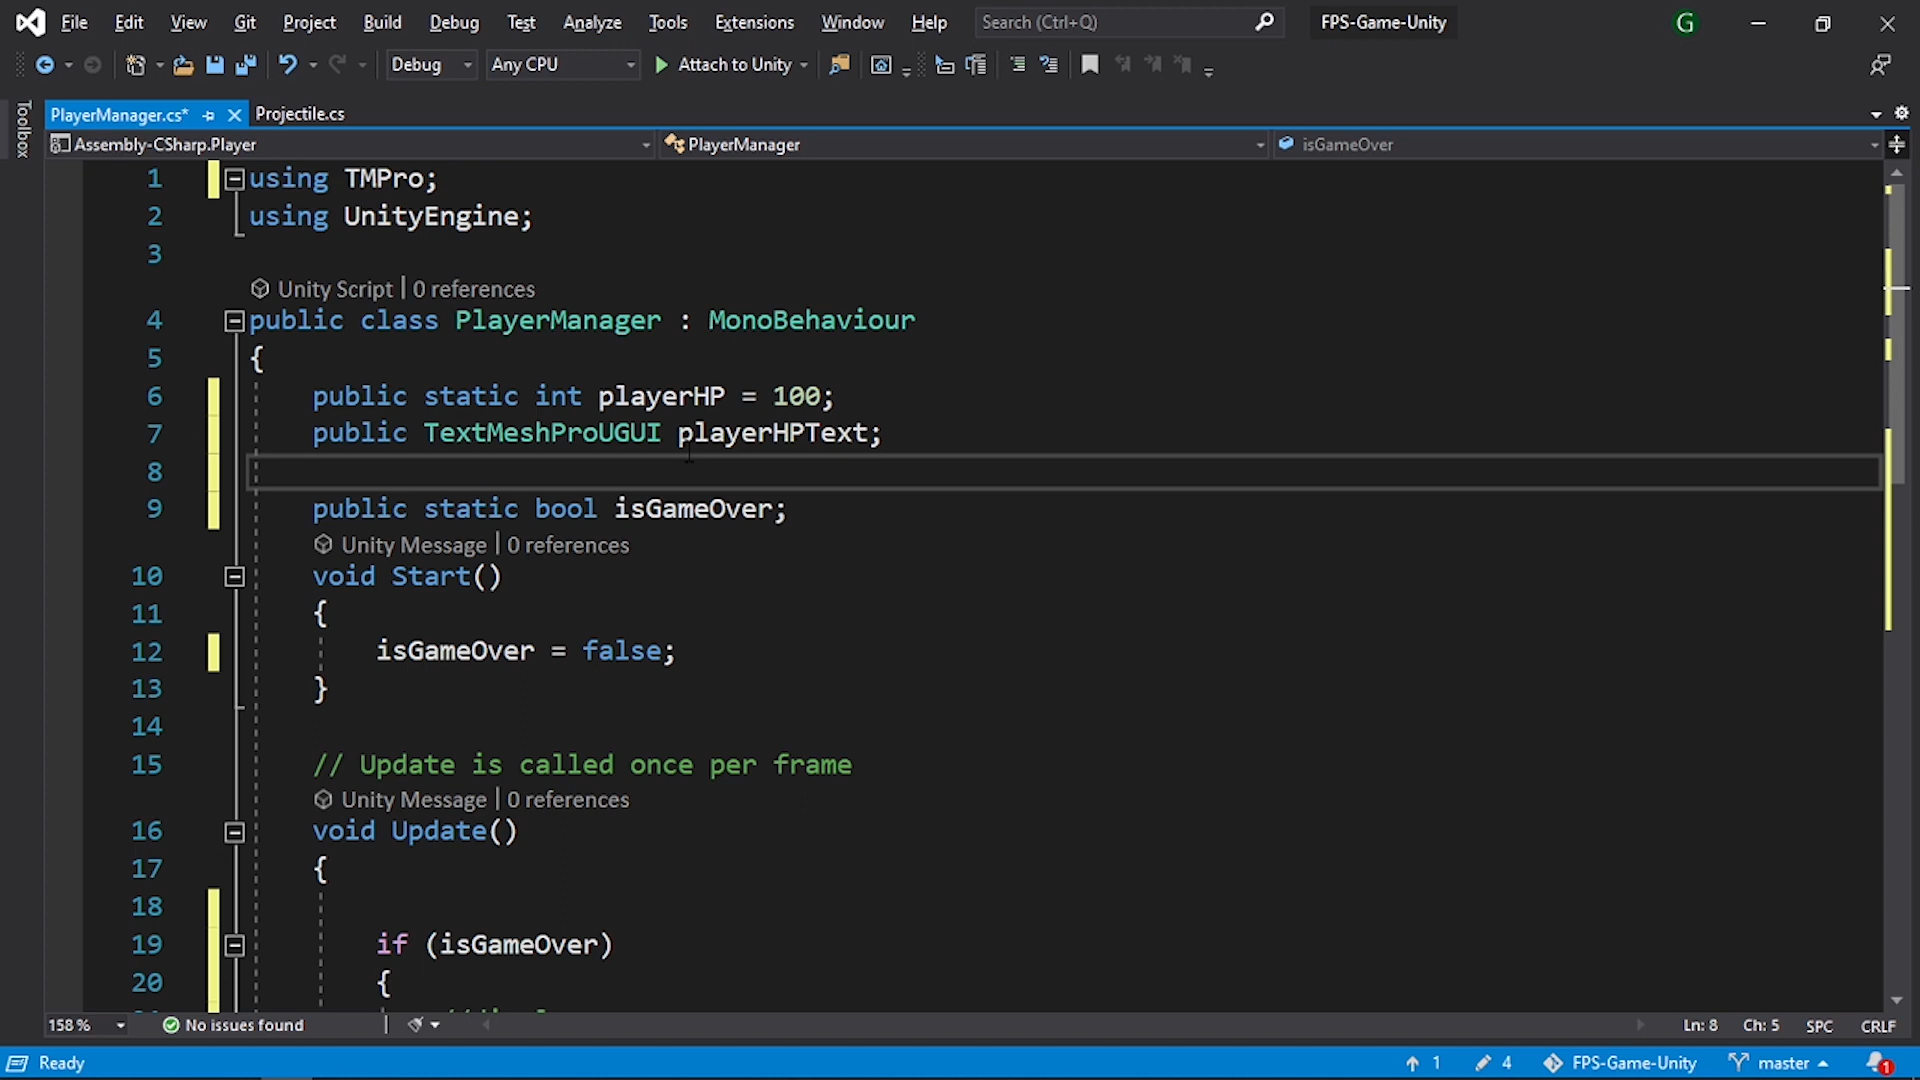 File Edit View Git Project Build Debug Test Analyze Tools Extensions Window Help Search (Ctrl+Q) FPS-Game-Unity G
Debug Any CPU Attach to Unity
Toolbox
PlayerManager.cs* Projectile.cs
Assembly-CSharp.Player PlayerManager isGameOver
1 using TMPro;
2 using UnityEngine;
3
Unity Script | 0 references
4 public class PlayerManager : MonoBehaviour
5 {
6 public static int playerHP = 100;
7 public TextMeshProUGUI playerHPText;
8
9 public static bool isGameOver;
Unity Message | 0 references
10 void Start()
11 {
12 isGameOver = false;
13 }
14
15 // Update is called once per frame
Unity Message | 0 references
16 void Update()
17 {
18
19 if (isGameOver)
20 {
158 % No issues found Ln: 8 Ch: 5 SPC CRLF
Ready 1 4 FPS-Game-Unity master 1